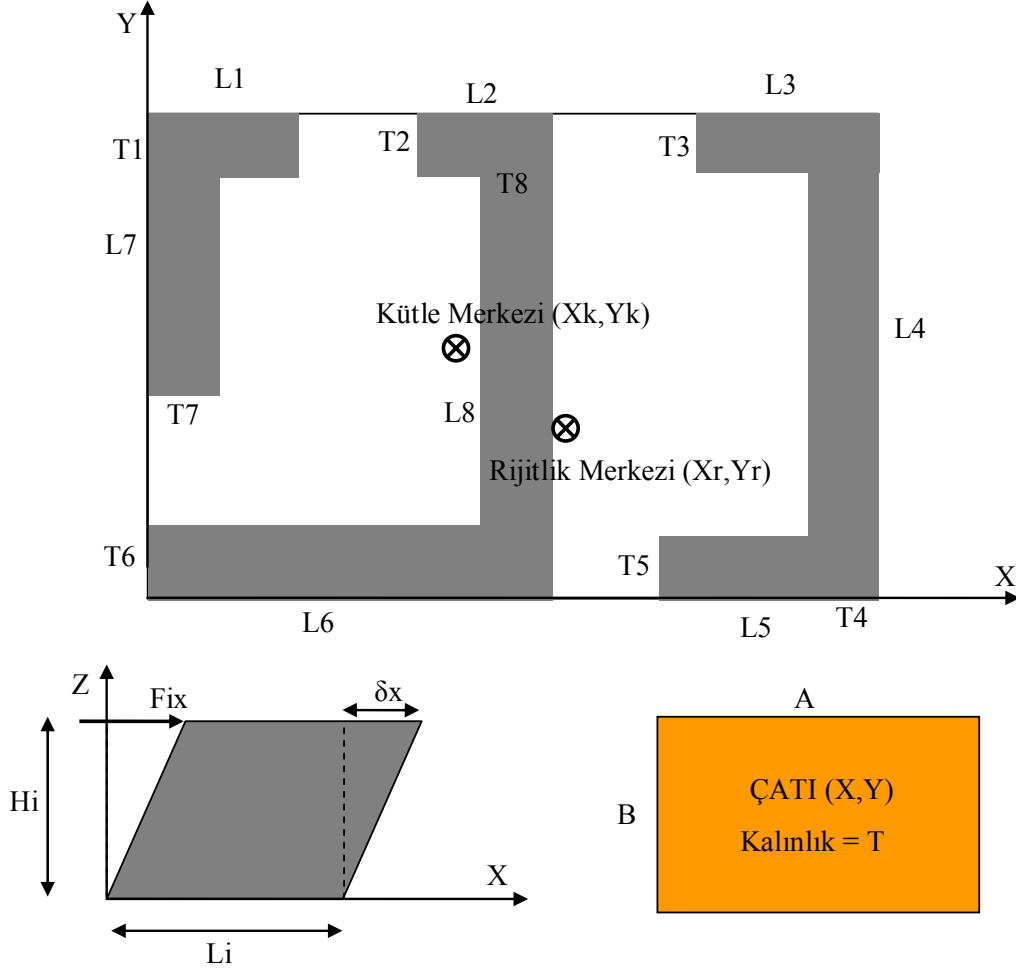 Y
L1
L2
L3
T1
T2
T3
T8
L7
Kütle Merkezi (Xk,Yk)
L4
T7
L8
Rijitlik Merkezi (Xr,Yr)
T6
T5
X
L6
L5
T4
Z
Fix
δx
Hi
X
Li
A
B
ÇATI (X,Y)
Kalınlık = T